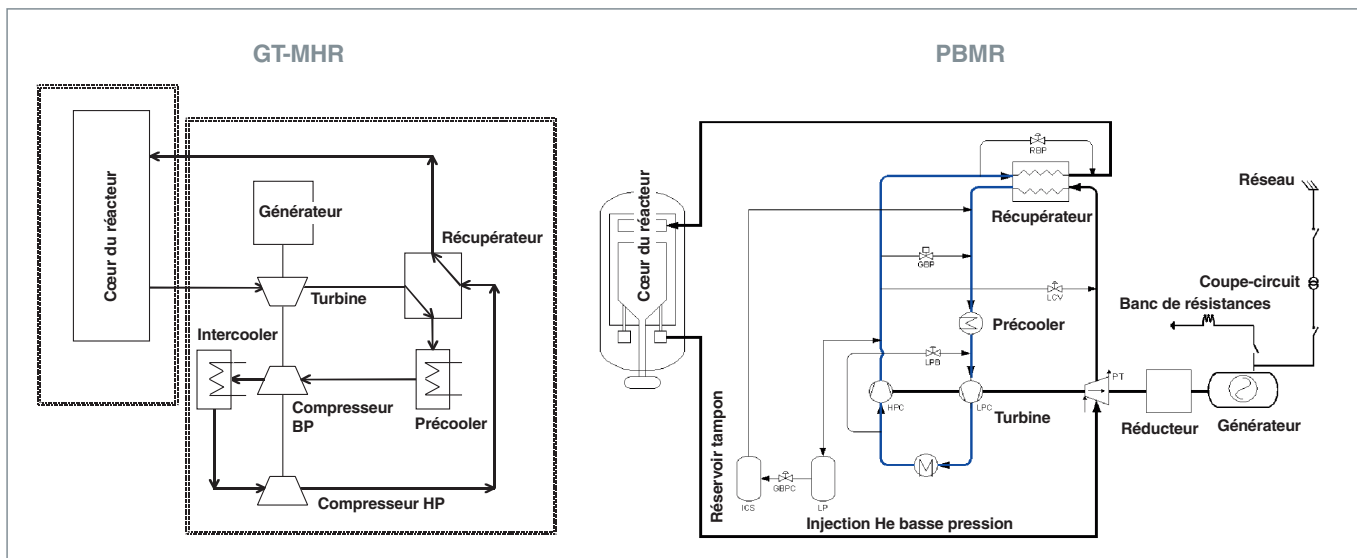 GT-MHR
PBMR
Cœur du réacteur
Générateur
Récupérateur
Turbine
Intercooler
Compresseur
BP
Précooler
Compresseur HP
Cœur du réacteur
RBP
Récupérateur
GBP
LCV
Précooler
LPB
HPC
LPC
Turbine
PT
Réducteur
Générateur
Réseau
Coupe-circuit
Banc de résistances
Réservoir tampon
ICS
GBPC
LP
Injection He basse pression
M